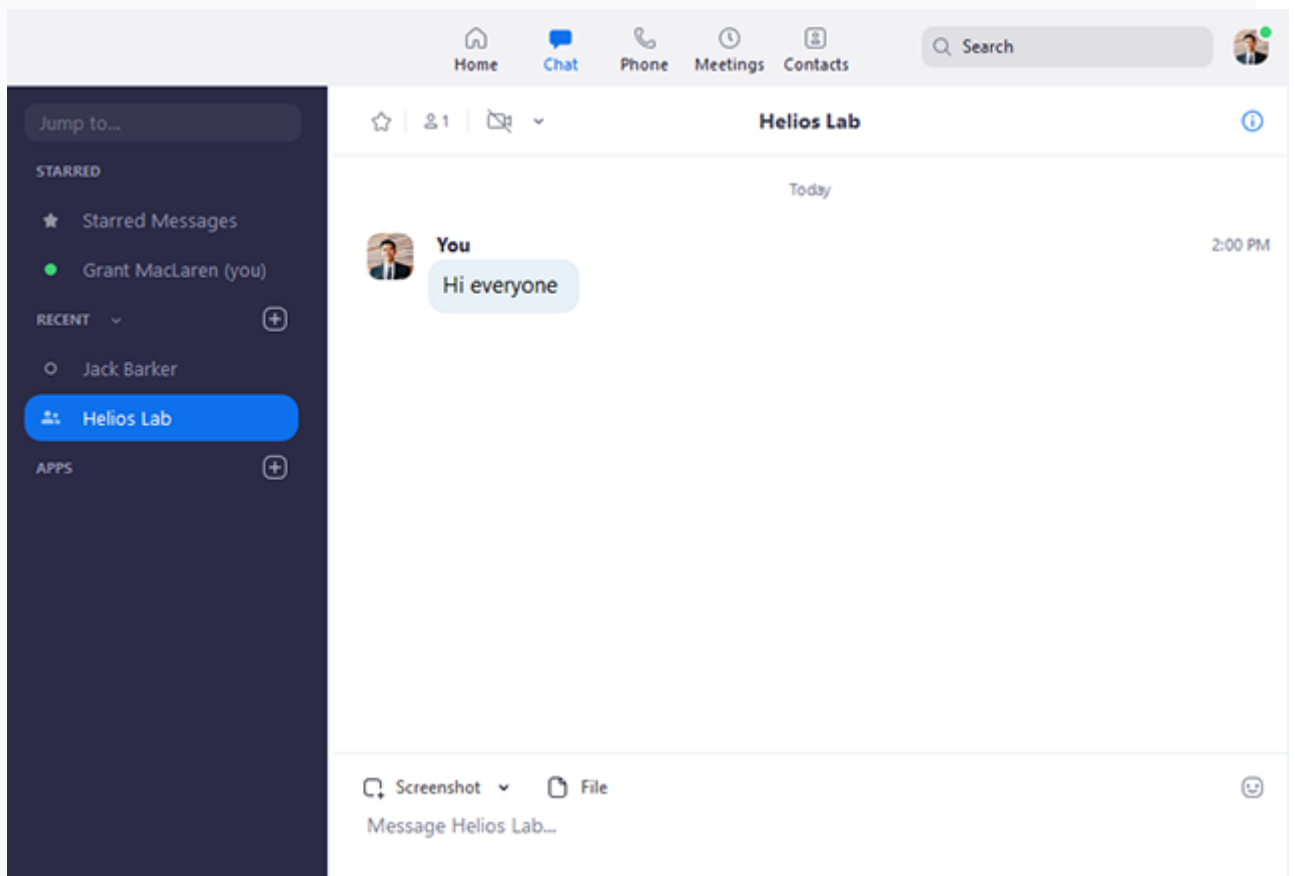 Home Chat Phone Meetings Contacts Search
Jump to...
STARRED
Starred Messages
Grant MacLaren (you)
RECENT
Jack Barker
Helios Lab
APPS
1 Helios Lab
Today
You 2:00 PM
Hi everyone
Screenshot File
Message Helios Lab...